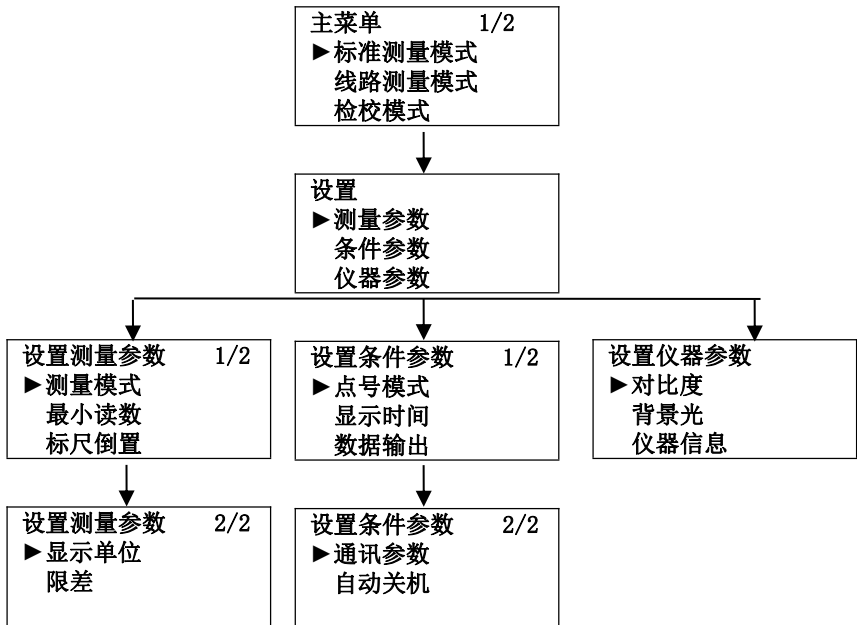 主菜单 1/2
►标准测量模式
线路测量模式
检校模式
设置
►测量参数
条件参数
仪器参数
设置测量参数 1/2
►测量模式
最小读数
标尺倒置
设置条件参数 1/2
►点号模式
显示时间
数据输出
设置仪器参数
►对比度
背景光
仪器信息
设置测量参数 2/2
►显示单位
限差
设置条件参数 2/2
►通讯参数
自动关机